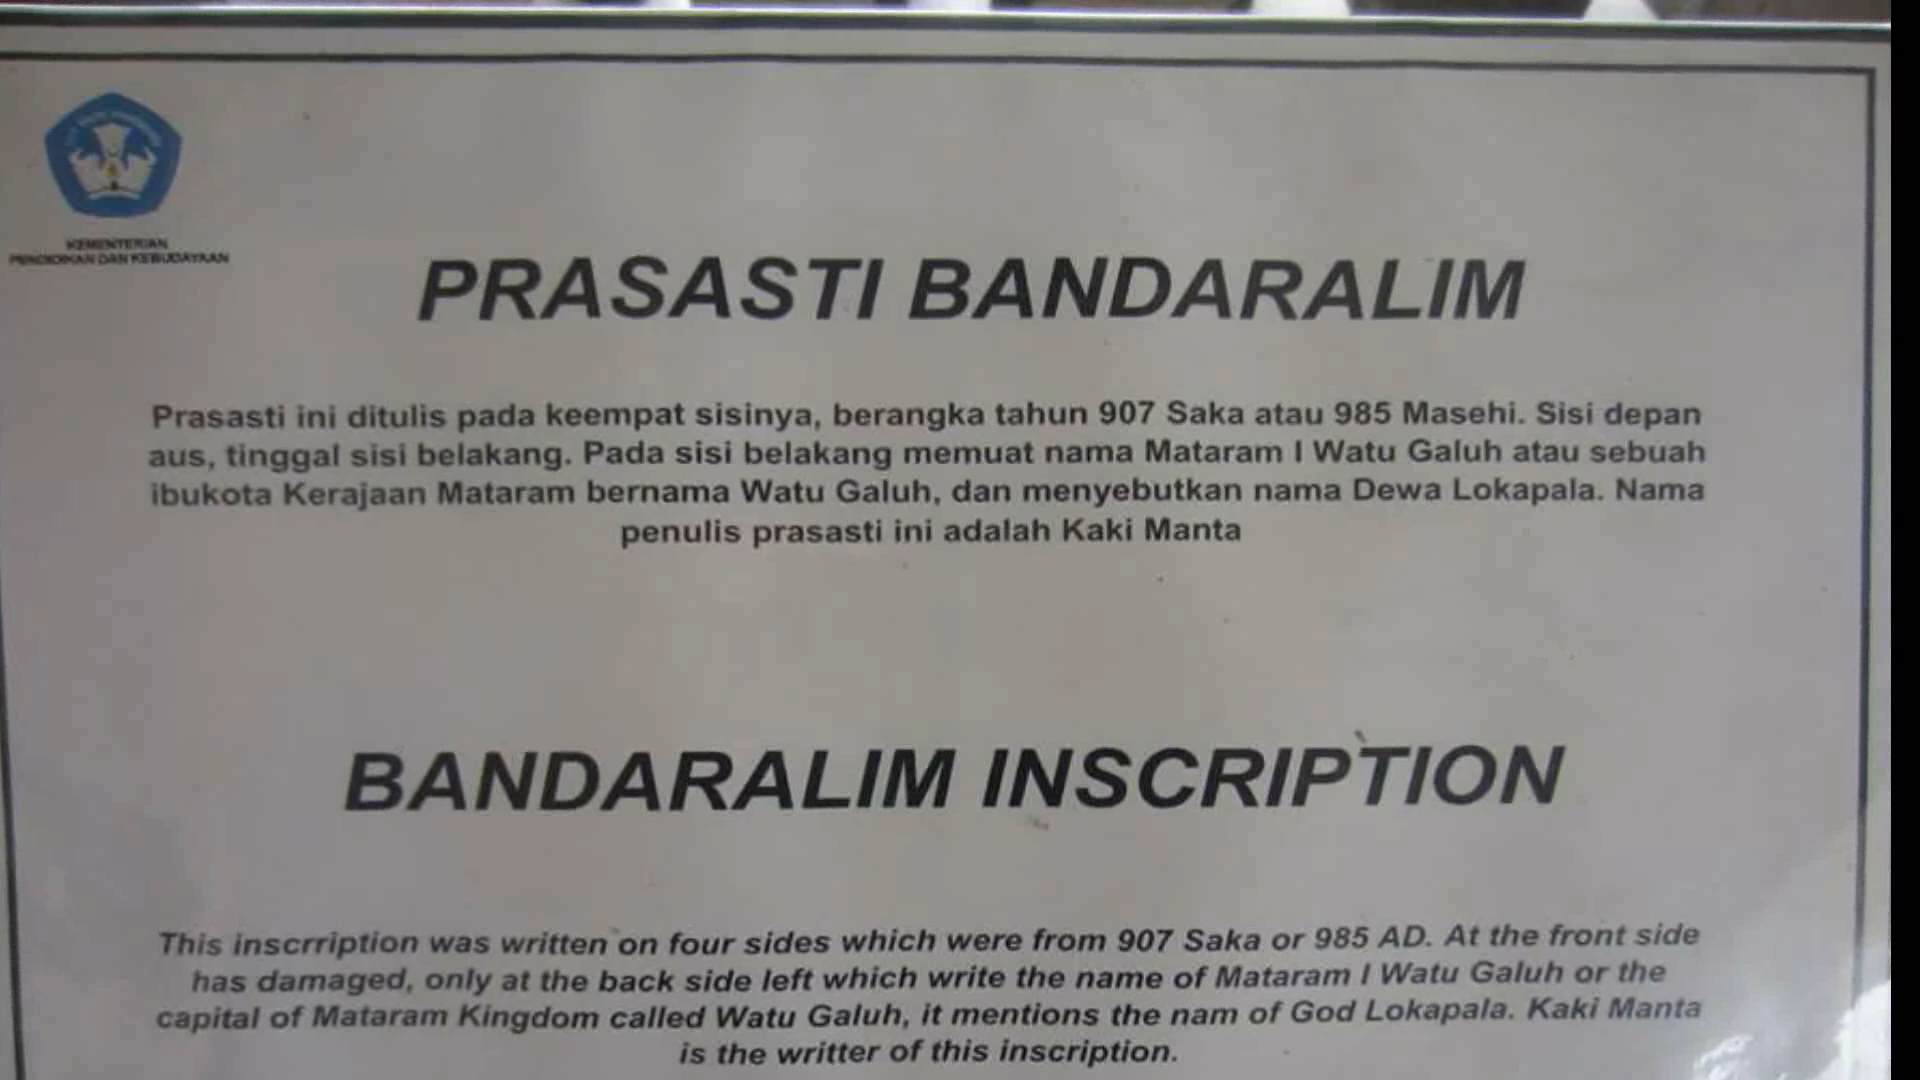 KEMENTERIAN
PENDIDIKAN DAN KEBUDAYAAN
PRASASTI BANDARALIM
Prasasti ini ditulis pada keempat sisinya, berangka tahun 907 Saka atau 985 Masehi. Sisi depan
aus, tinggal sisi belakang. Pada sisi belakang memuat nama Mataram I Watu Galuh atau sebuah
ibukota Kerajaan Mataram bernama Watu Galuh, dan menyebutkan nama Dewa Lokapala. Nama
penulis prasasti ini adalah Kaki Manta
BANDARALIM INSCRIPTION
This inscrription was written on four sides which were from 907 Saka or 985 AD. At the front side
has damaged, only at the back side left which write the name of Mataram I Watu Galuh or the
capital of Mataram Kingdom called Watu Galuh, it mentions the nam of God Lokapala. Kaki Manta
is the writter of this inscription.